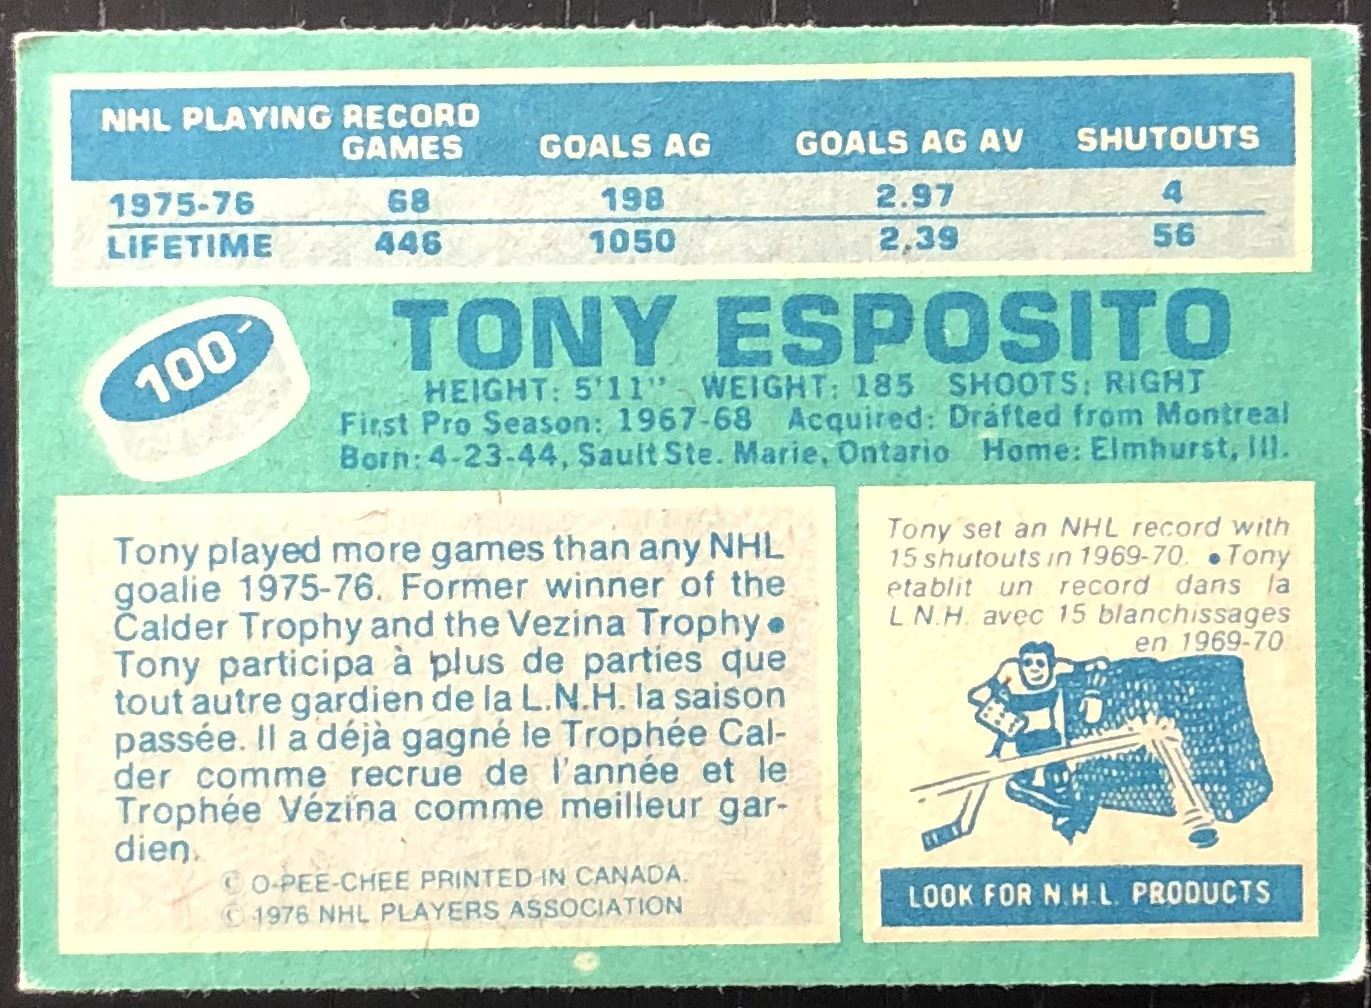 NHL PLAYING RECORD
GAMES GOALS AG GOALS AG AV SHUTOUTS
1975-76 68 198 2.97 4
LIFETIME 446 1050 2.39 56
100
TONY ESPOSITO
HEIGHT: 5'11" WEIGHT: 185 SHOOTS: RIGHT
First Pro Season: 1967-68 Acquired: Drafted from Montreal
Born: 4-23-44, Sault Ste. Marie, Ontario Home: Elmhurst, Ill.
Tony played more games than any NHL
goalie 1975-76. Former winner of the
Calder Trophy and the Vezina Trophy •
Tony participa à plus de parties que
tout autre gardien de la L.N.H. la saison
passée. Il a déjà gagné le Trophée Cal-
der comme recrue de l'année et le
Trophée Vézina comme meilleur gar-
dien.
© O-PEE-CHEE PRINTED IN CANADA.
© 1976 NHL PLAYERS ASSOCIATION
Tony set an NHL record with
15 shutouts in 1969-70. • Tony
etablit un record dans la
L.N.H. avec 15 blanchissages
en 1969-70
LOOK FOR N.H.L. PRODUCTS